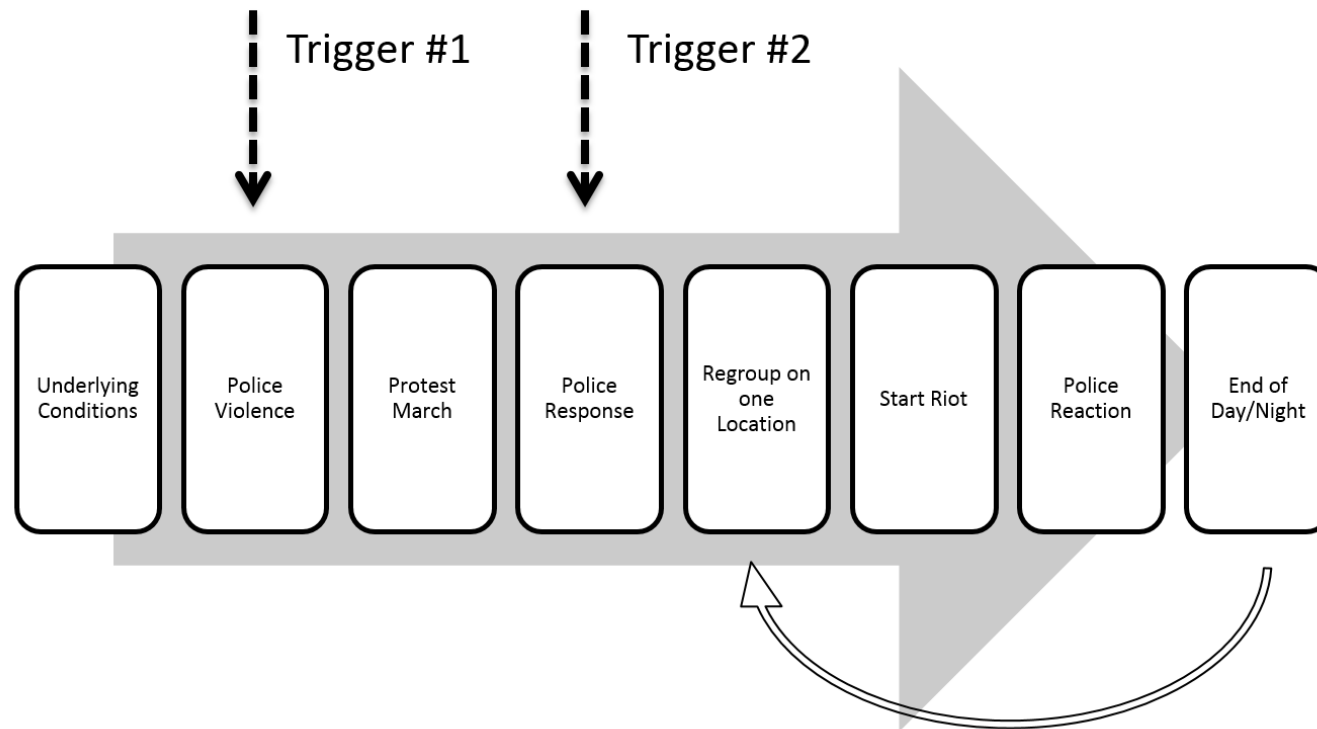 Trigger #1
Trigger #2
Underlying
Conditions
Police
Violence
Protest
March
Police
Response
Regroup on
one
Location
Start Riot
Police
Reaction
End of
Day/Night